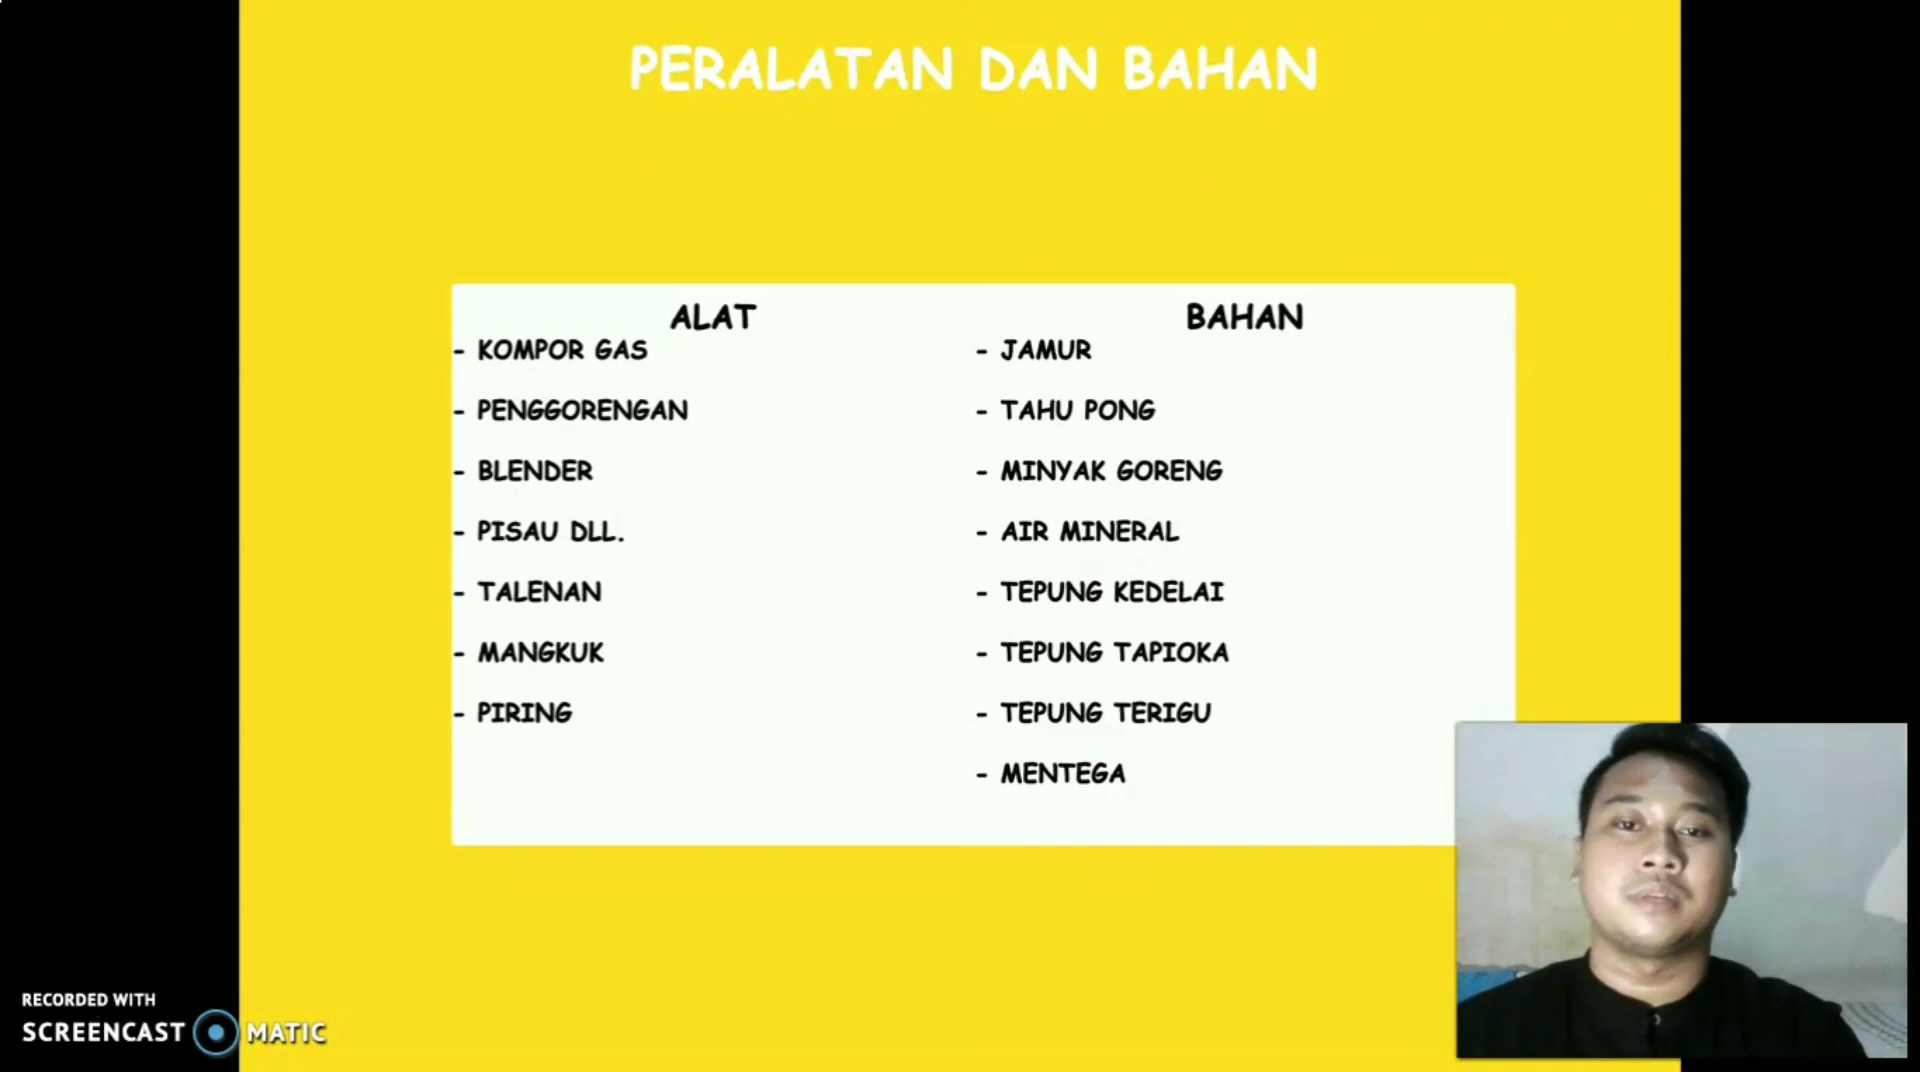 PERALATAN DAN BAHAN
ALAT
- KOMPOR GAS
- PENGGORENGAN
- BLENDER
- PISAU DLL.
- TALENAN
- MANGKUK
- PIRING
BAHAN
- JAMUR
- TAHU PONG
- MINYAK GORENG
- AIR MINERAL
- TEPUNG KEDELAI
- TEPUNG TAPIOKA
- TEPUNG TERIGU
- MENTEGA
RECORDED WITH
SCREENCAST MATIC